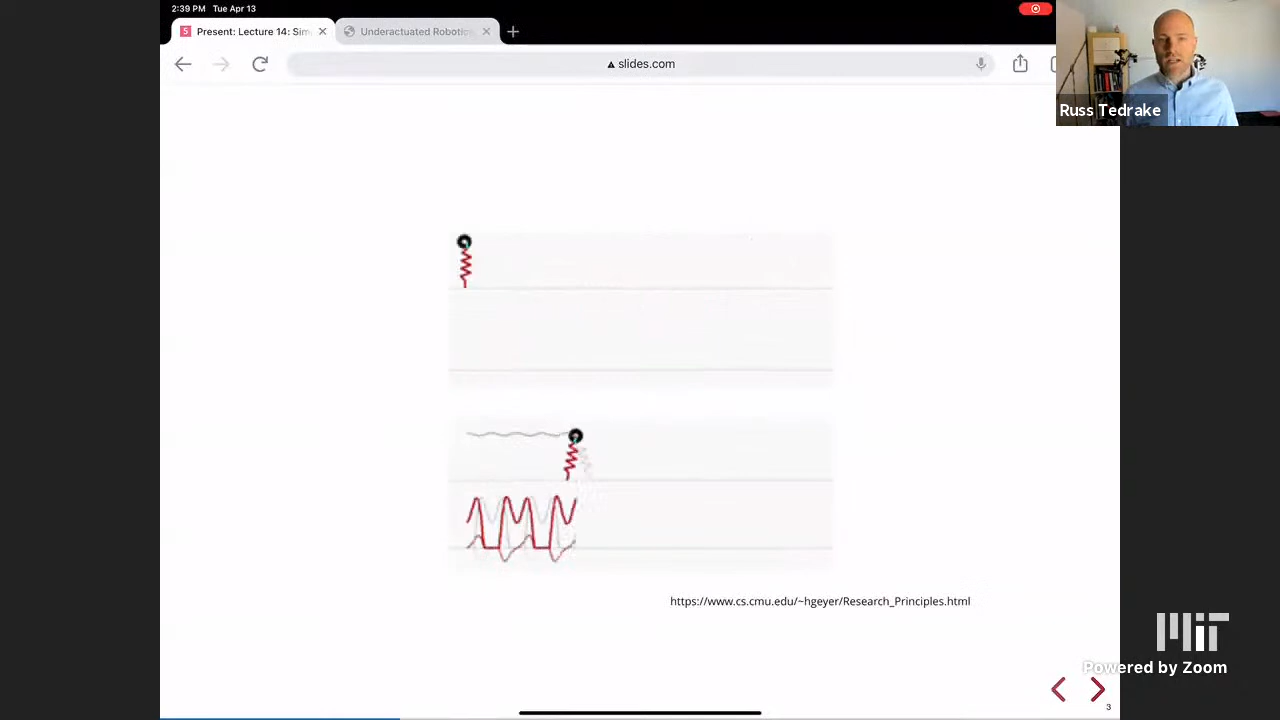 2:39 PM Tue Apr 13
Present: Lecture 14: Sim
Underactuated Robotic
slides.com
Russ Tedrake
https://www.cs.cmu.edu/~hgeyer/Research_Principles.html
MIT
Powered by Zoom
3